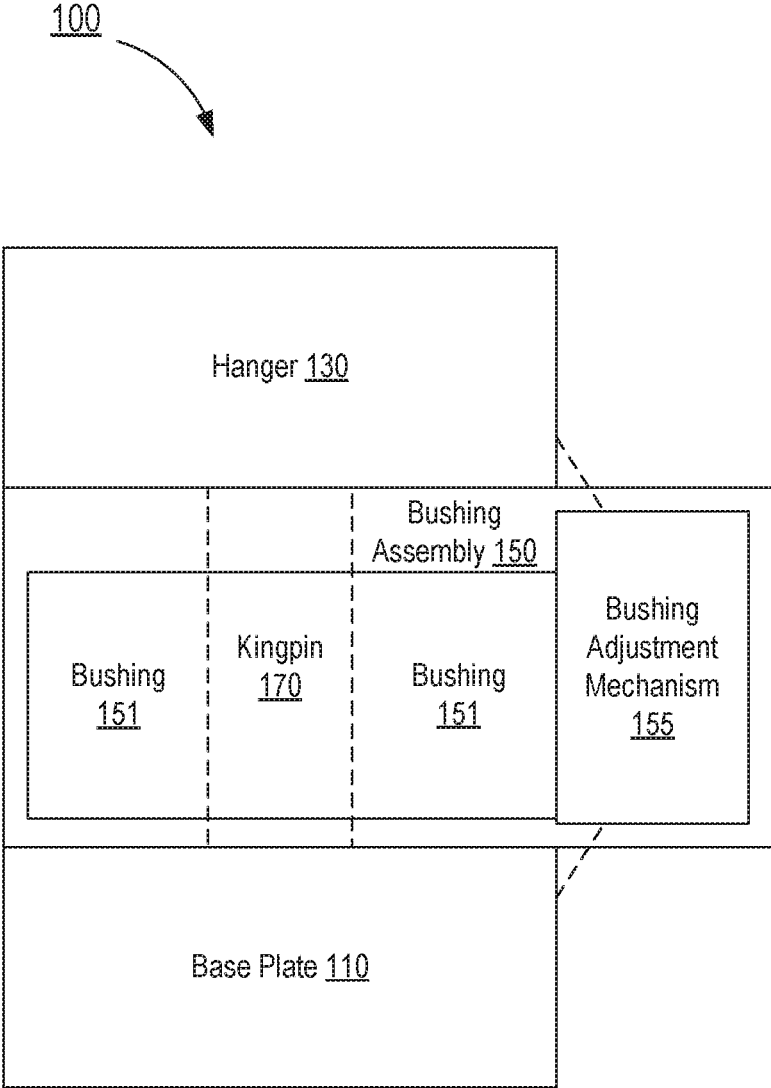 100
Hanger 130
Bushing
Assembly 150
Bushing
151
Kingpin
170
Bushing
151
Bushing
Adjustment
Mechanism
155
Base Plate 110